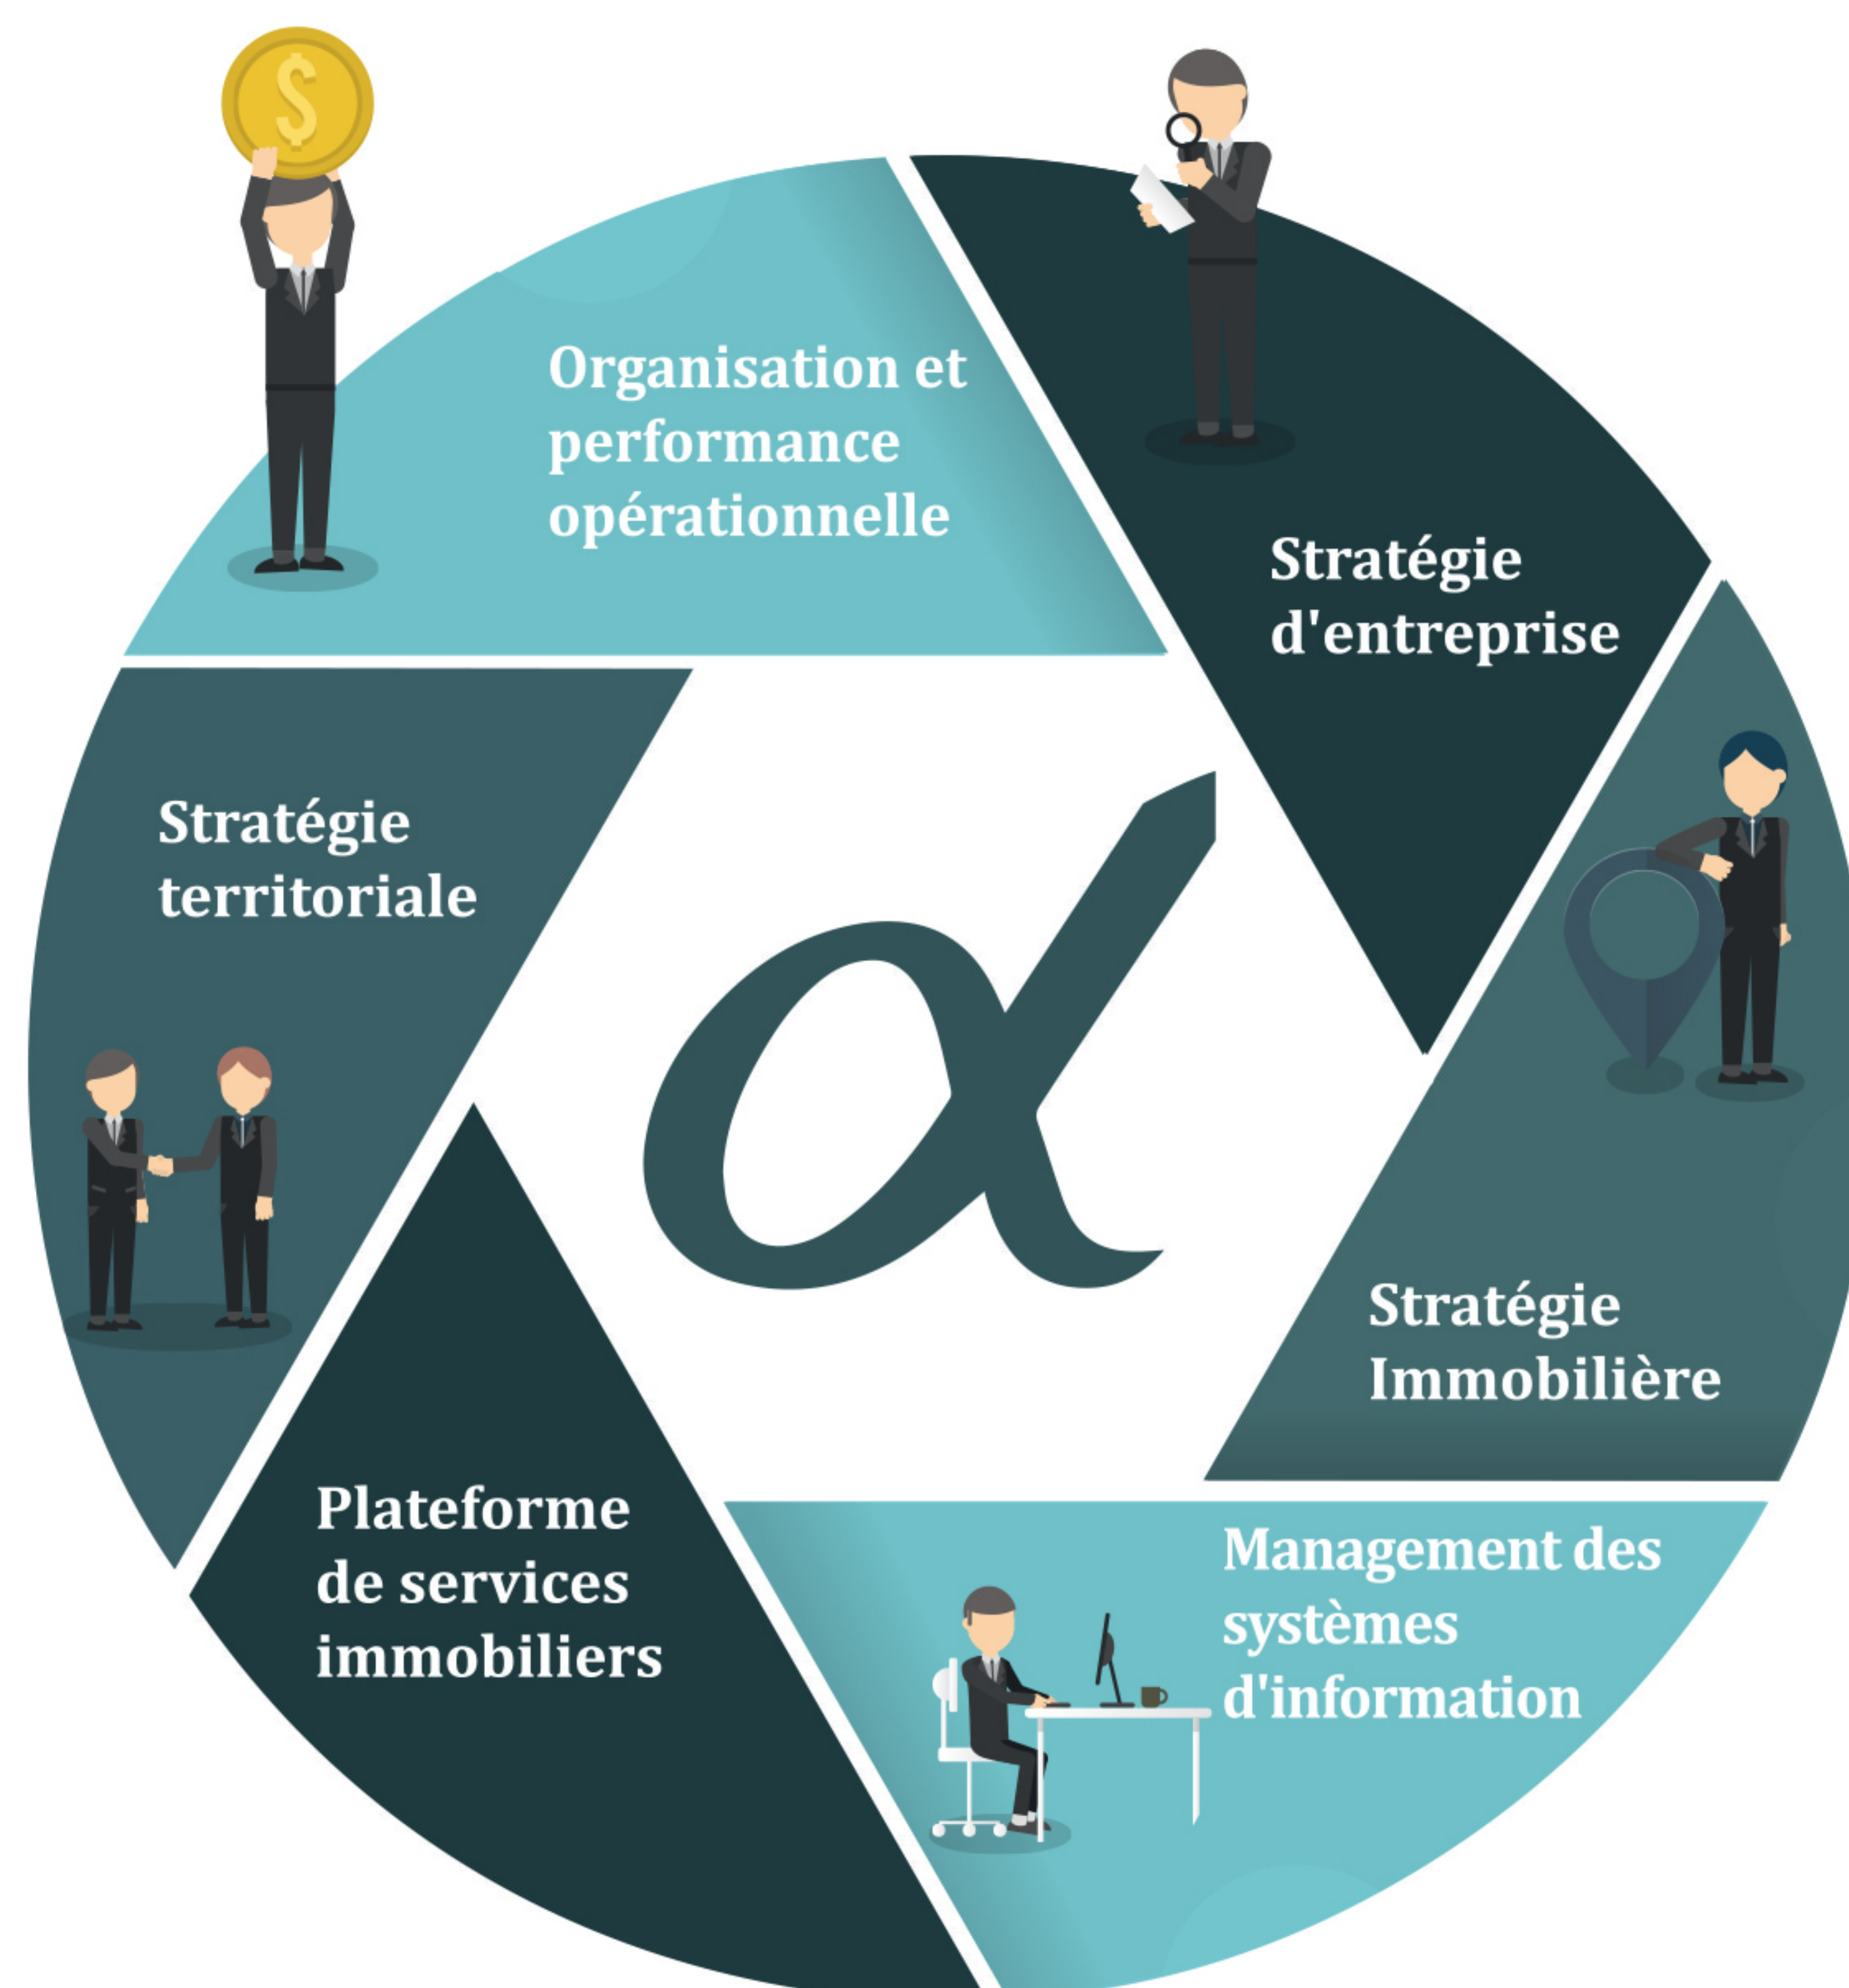 $
Organisation et
performance
opérationnelle
Stratégie
d'entreprise
Stratégie
territoriale
α
Stratégie
Immobilière
Plateforme
de services
immobiliers
Management des
systèmes
d'information